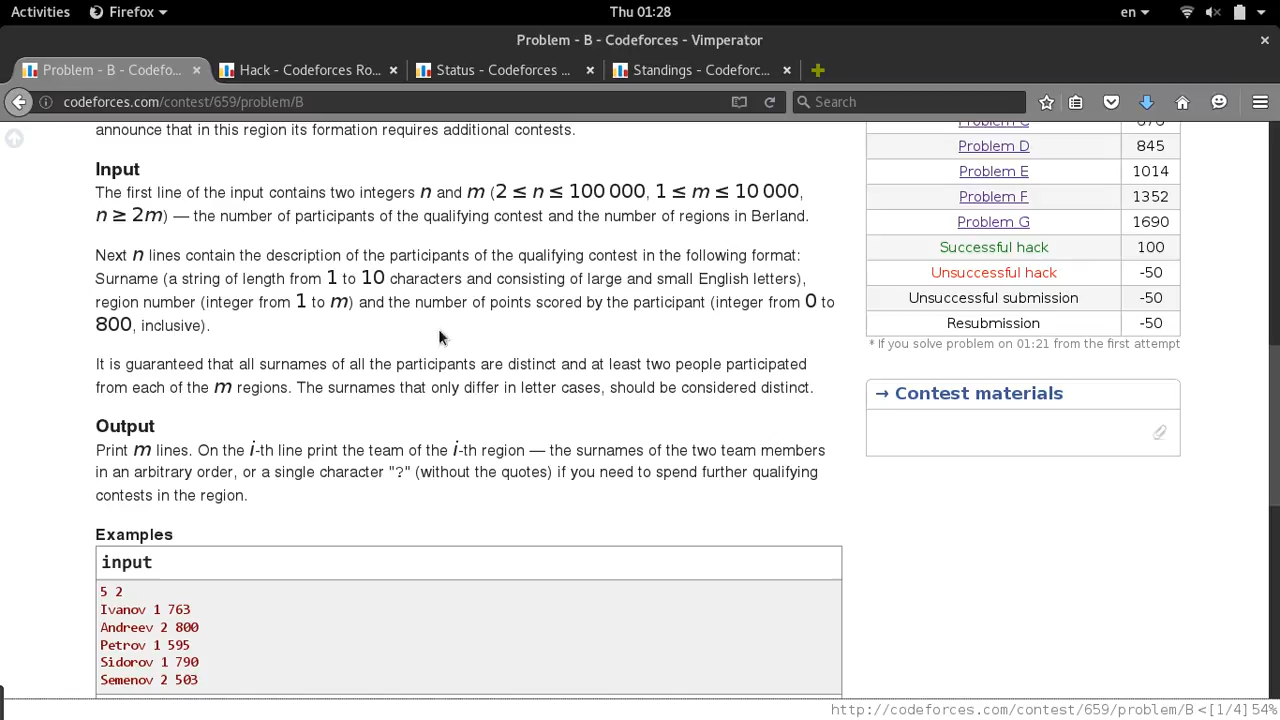 Activities Firefox Thu 01:28 en
Problem - B - Codeforces - Vimperator
Problem - B - Codefo... Hack - Codeforces Ro... Status - Codeforces ... Standings - Codeforc...
codeforces.com/contest/659/problem/B Search
announce that in this region its formation requires additional contests.
Input
The first line of the input contains two integers n and m (2 ≤ n ≤ 100 000, 1 ≤ m ≤ 10 000,
n ≥ 2m) — the number of participants of the qualifying contest and the number of regions in Berland.
Next n lines contain the description of the participants of the qualifying contest in the following format:
Surname (a string of length from 1 to 10 characters and consisting of large and small English letters),
region number (integer from 1 to m) and the number of points scored by the participant (integer from 0 to
800, inclusive).
It is guaranteed that all surnames of all the participants are distinct and at least two people participated
from each of the m regions. The surnames that only differ in letter cases, should be considered distinct.
Output
Print m lines. On the i-th line print the team of the i-th region — the surnames of the two team members
in an arbitrary order, or a single character "?" (without the quotes) if you need to spend further qualifying
contests in the region.
Examples
input
5 2
Ivanov 1 763
Andreev 2 800
Petrov 1 595
Sidorov 1 790
Semenov 2 503
Problem C 676
Problem D 845
Problem E 1014
Problem F 1352
Problem G 1690
Successful hack 100
Unsuccessful hack -50
Unsuccessful submission -50
Resubmission -50
* If you solve problem on 01:21 from the first attempt
→ Contest materials
http://codeforces.com/contest/659/problem/B <[1/4] 54%